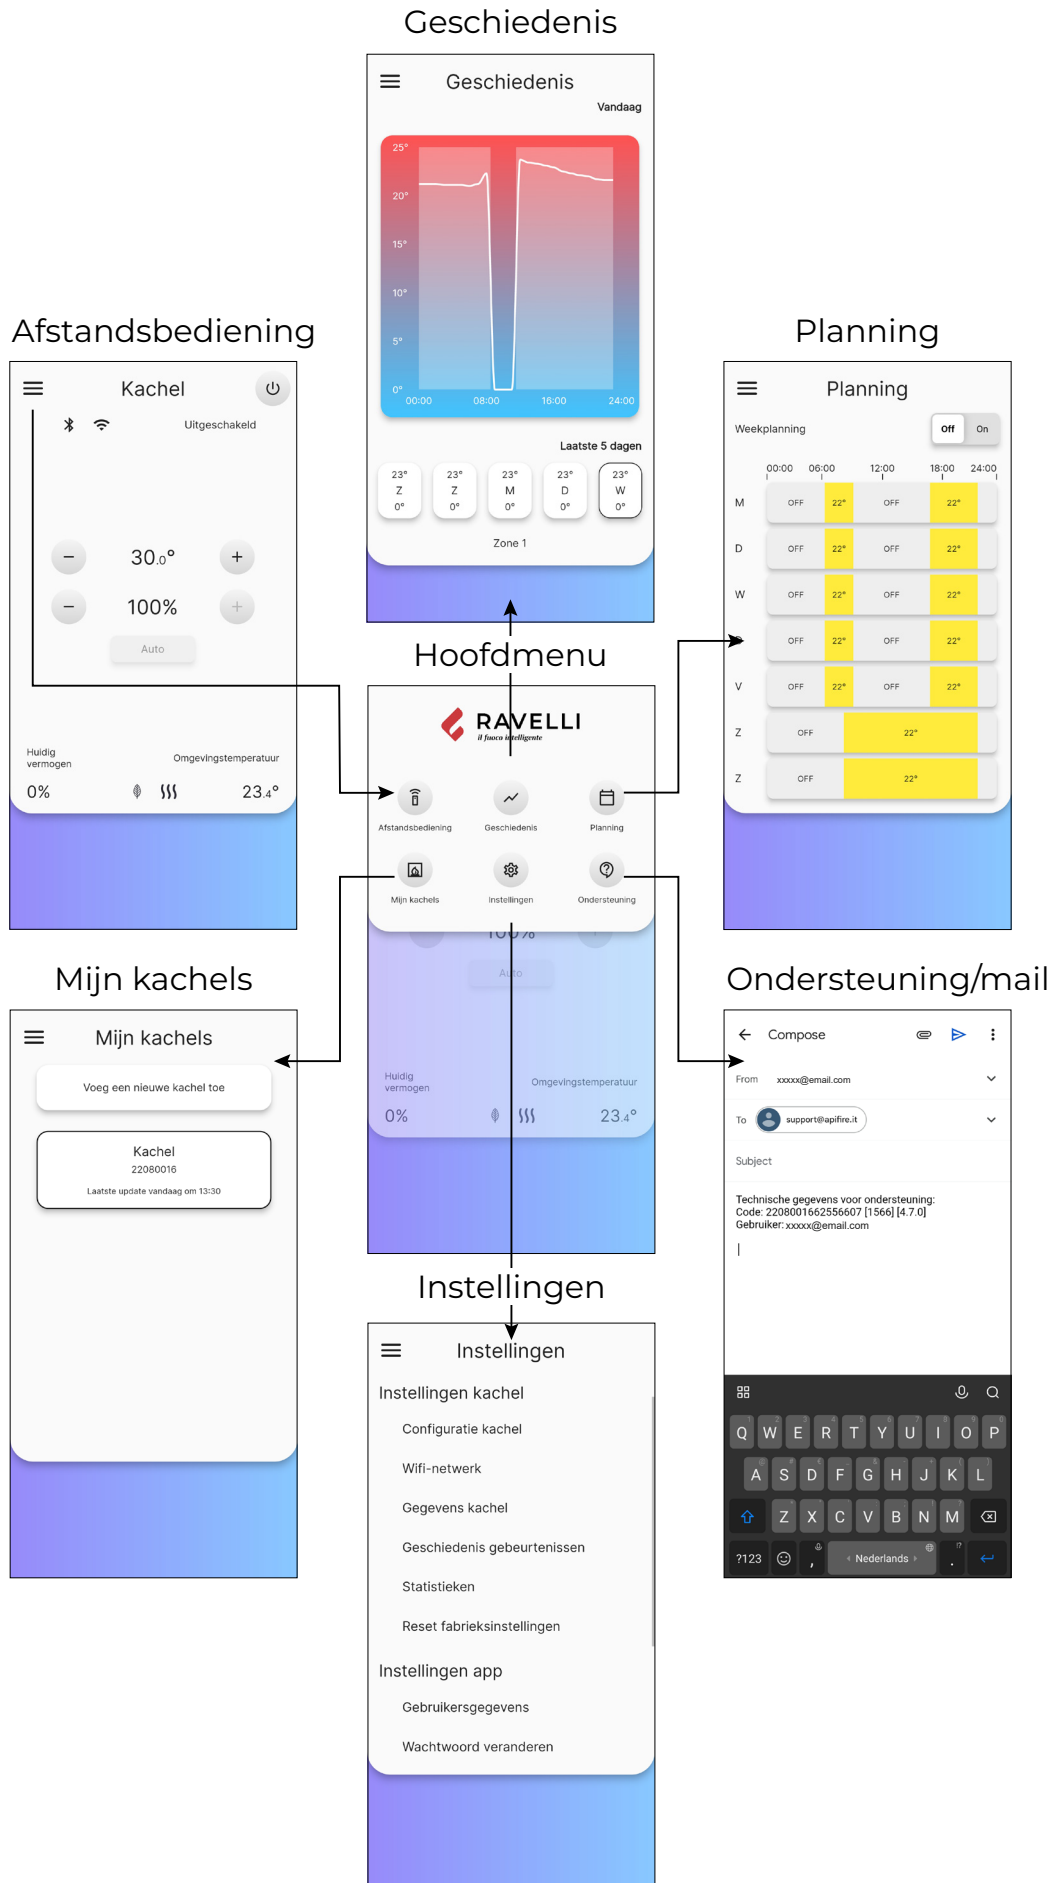 Geschiedenis
Geschiedenis
Vandaag
25°
20°
15°
10°
5°
0°
00:00 08:00 16:00 24:00
Laatste 5 dagen
23° 23° 23° 23° 23°
Z Z M D W
0° 0° 0° 0° 0°
Zone 1
Afstandsbediening
Kachel
Uitgeschakeld
30.0°
100%
Auto
Huidig
vermogen
Omgevingstemperatuur
0%
23.4°
Planning
Planning
Weekplanning
Off On
00:00 06:00 12:00 18:00 24:00
M OFF 22° OFF 22°
D OFF 22° OFF 22°
W OFF 22° OFF 22°
OFF 22° OFF 22°
V OFF 22° OFF 22°
Z OFF 22°
Z OFF 22°
Hoofdmenu
RAVELLI
il fuoco intelligente
Afstandsbediening Geschiedenis Planning
Mijn kachels Instellingen Ondersteuning
100%
Auto
Huidig
vermogen
Omgevingstemperatuur
0%
23.4°
Mijn kachels
Mijn kachels
Voeg een nieuwe kachel toe
Kachel
22080016
Laatste update vandaag om 13:30
Ondersteuning/mail
Compose
From xxxxx@email.com
To support@apifire.it
Subject
Technische gegevens voor ondersteuning:
Code: 2208001662556607 [1566] [4.7.0]
Gebruiker: xxxxx@email.com
Q W E R T Y U I O P
A S D F G H J K L
Z X C V B N M
?123 , Nederlands .
Instellingen
Instellingen
Instellingen kachel
Configuratie kachel
Wifi-netwerk
Gegevens kachel
Geschiedenis gebeurtenissen
Statistieken
Reset fabrieksinstellingen
Instellingen app
Gebruikersgegevens
Wachtwoord veranderen